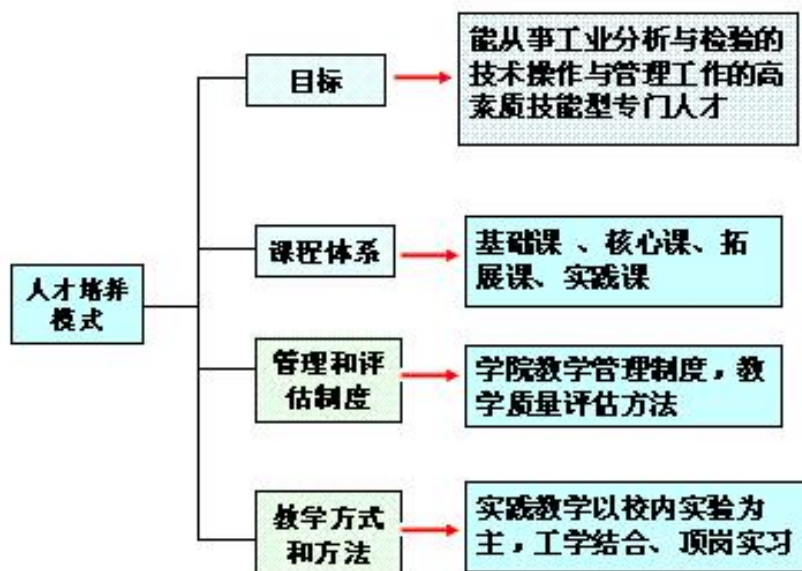 目标
能从事工业分析与检验的
技术操作与管理工作的高
素质技能型专门人才
人才培养
模式
课程体系
基础课 、核心课、拓
展课、实践课
管理和评
估制度
学院教学管理制度，教
学质量评估方法
教学方式
和方法
实践教学以校内实验为
主，工学结合、顶岗实习